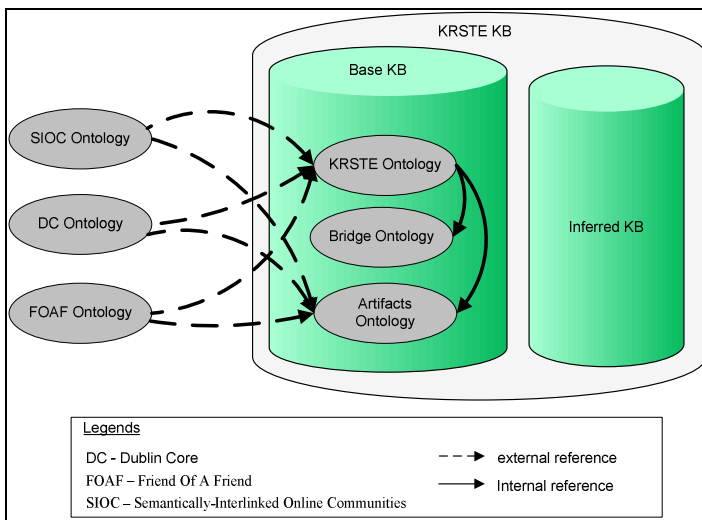 KRSTE KB
Base KB
SIOC Ontology
KRSTE Ontology
DC Ontology
Bridge Ontology
Inferred KB
FOAF Ontology
Artifacts
Ontology
Legends
DC - Dublin Core
external reference
FOAF – Friend Of A Friend
Internal reference
SIOC – Semantically-Interlinked Online Communities